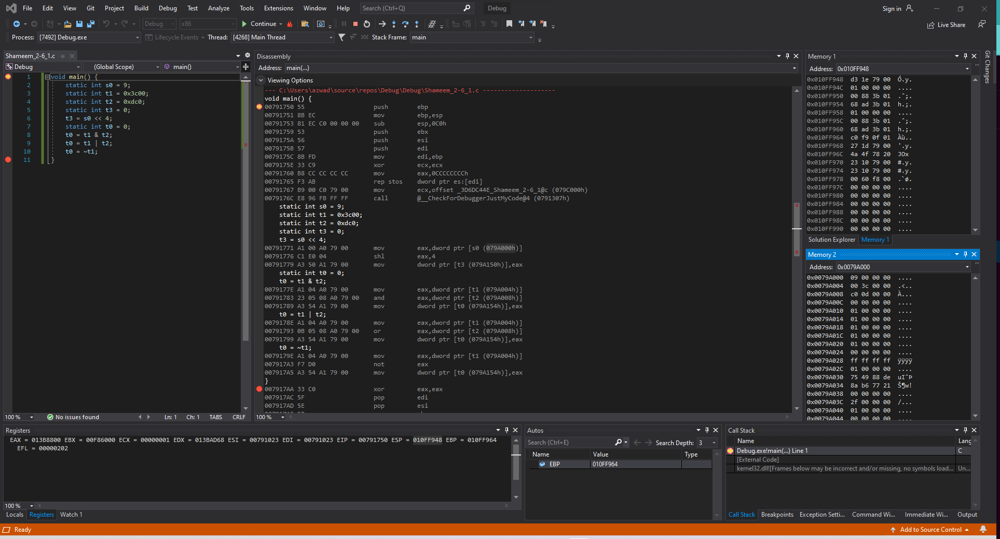 File Edit View Git Project Build Debug Test Analyze Tools Extensions Window Help Search (Ctrl+Q) Debug Sign in
Debug x86 Continue Live Share
Process: [7492] Debug.exe Lifecycle Events Thread: [4268] Main Thread Stack Frame: main
Shameem_2-6_1.c
Debug (Global Scope) main()
1 void main() {
2 static int s0 = 9;
3 static int t1 = 0x3c00;
4 static int t2 = 0xdc0;
5 static int t3 = 0;
6 t3 = s0 << 4;
7 static int t0 = 0;
8 t0 = t1 & t2;
9 t0 = t1 | t2;
10 t0 = ~t1;
11 }
100 % No issues found Ln: 1 Ch: 1 TABS CRLF
Disassembly
Address: main(...)
Viewing Options
--- C:\Users\azwad\source\repos\Debug\Debug\Shameem_2-6_1.c --------------------
void main() {
00791750 55 push ebp
00791751 8B EC mov ebp,esp
00791753 81 EC C0 00 00 00 sub esp,0C0h
00791759 53 push ebx
0079175A 56 push esi
0079175B 57 push edi
0079175C 8B FD mov edi,ebp
0079175E 33 C9 xor ecx,ecx
00791760 B8 CC CC CC CC mov eax,0CCCCCCCCh
00791765 F3 AB rep stos dword ptr es:[edi]
00791767 B9 00 C0 79 00 mov ecx,offset _3D6DC44E_Shameem_2-6_1@c (079C000h)
0079176C E8 96 FB FF FF call @__CheckForDebuggerJustMyCode@4 (0791307h)
static int s0 = 9;
static int t1 = 0x3c00;
static int t2 = 0xdc0;
static int t3 = 0;
t3 = s0 << 4;
00791771 A1 00 A0 79 00 mov eax,dword ptr [s0 (079A000h)]
00791776 C1 E0 04 shl eax,4
00791779 A3 50 A1 79 00 mov dword ptr [t3 (079A150h)],eax
static int t0 = 0;
t0 = t1 & t2;
0079177E A1 04 A0 79 00 mov eax,dword ptr [t1 (079A004h)]
00791783 23 05 08 A0 79 00 and eax,dword ptr [t2 (079A008h)]
00791789 A3 54 A1 79 00 mov dword ptr [t0 (079A154h)],eax
t0 = t1 | t2;
0079178E A1 04 A0 79 00 mov eax,dword ptr [t1 (079A004h)]
00791793 0B 05 08 A0 79 00 or eax,dword ptr [t2 (079A008h)]
00791799 A3 54 A1 79 00 mov dword ptr [t0 (079A154h)],eax
t0 = ~t1;
0079179E A1 04 A0 79 00 mov eax,dword ptr [t1 (079A004h)]
007917A3 F7 D0 not eax
007917A5 A3 54 A1 79 00 mov dword ptr [t0 (079A154h)],eax
}
007917AA 33 C0 xor eax,eax
007917AC 5F pop edi
007917AD 5E pop esi
100 %
Memory 1
Address: 0x010FF948
0x010FF948 d3 1e 79 00 Ó.y.
0x010FF94C 01 00 00 00 ....
0x010FF950 00 88 3b 01 .ˆ;.
0x010FF954 68 ad 3b 01 h.;.
0x010FF958 01 00 00 00 ....
0x010FF95C 00 88 3b 01 .ˆ;.
0x010FF960 68 ad 3b 01 h.;.
0x010FF964 c0 f9 0f 01 Àù..
0x010FF968 27 1d 79 00 '.y.
0x010FF96C 4a 4f 78 20 JOx
0x010FF970 23 10 79 00 #.y.
0x010FF974 23 10 79 00 #.y.
0x010FF978 00 60 f8 00 .`ø.
0x010FF97C 00 00 00 00 ....
0x010FF980 00 00 00 00 ....
0x010FF984 00 00 00 00 ....
0x010FF988 00 00 00 00 ....
0x010FF98C 00 00 00 00 ....
0x010FF990 00 00 00 00 ....
Solution Explorer Memory 1
Git Changes
Memory 2
Address: 0x0079A000
0x0079A000 09 00 00 00 ....
0x0079A004 00 3c 00 00 .<..
0x0079A008 c0 0d 00 00 À...
0x0079A00C 00 00 00 00 ....
0x0079A010 01 00 00 00 ....
0x0079A014 01 00 00 00 ....
0x0079A018 01 00 00 00 ....
0x0079A01C 01 00 00 00 ....
0x0079A020 01 00 00 00 ....
0x0079A024 00 00 00 00 ....
0x0079A028 ff ff ff ff ÿÿÿÿ
0x0079A02C 01 00 00 00 ....
0x0079A030 75 49 88 de uIˆÞ
0x0079A034 8a b6 77 21 Š¶w!
0x0079A038 00 00 00 00 ....
0x0079A03C 2f 00 00 00 /...
0x0079A040 01 00 00 00 ....
0x0079A044 00 00 00 00 ....
Registers
EAX = 013B8800 EBX = 00F86000 ECX = 00000001 EDX = 013BAD68 ESI = 00791023 EDI = 00791023 EIP = 00791750 ESP = 010FF948 EBP = 010FF964
EFL = 00000202
100 %
Locals Registers Watch 1
Autos
Search (Ctrl+E) Search Depth: 3
Name Value Type
EBP 010FF964
Call Stack
Name Lang
Debug.exe!main(...) Line 1 C
[External Code]
kernel32.dll![Frames below may be incorrect and/or missing, no symbols load... Un...
Call Stack Breakpoints Exception Setti... Command Wi... Immediate Wi... Output
Ready Add to Source Control